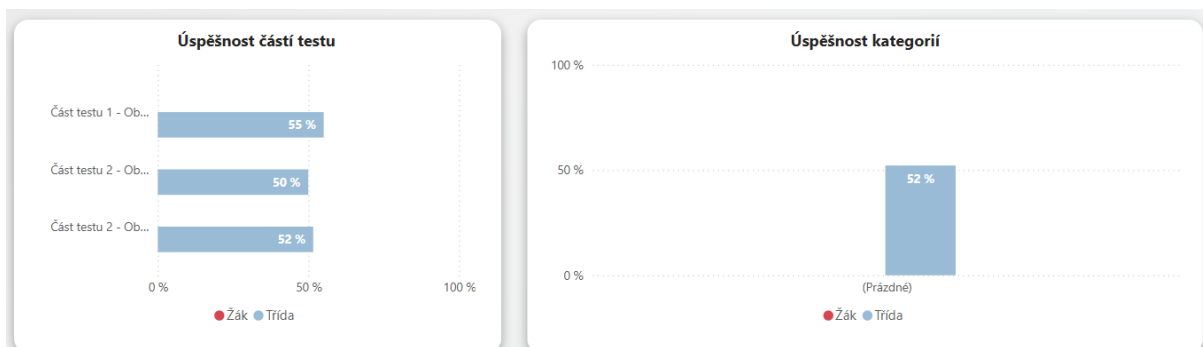 Úspěšnost částí testu
Část testu 1 - Ob...
55 %
Část testu 2 - Ob...
50 %
Část testu 2 - Ob...
52 %
0 %
50 %
100 %
Žák
Třída
Úspěšnost kategorií
100 %
50 %
0 %
52 %
(Prázdné)
Žák
Třída